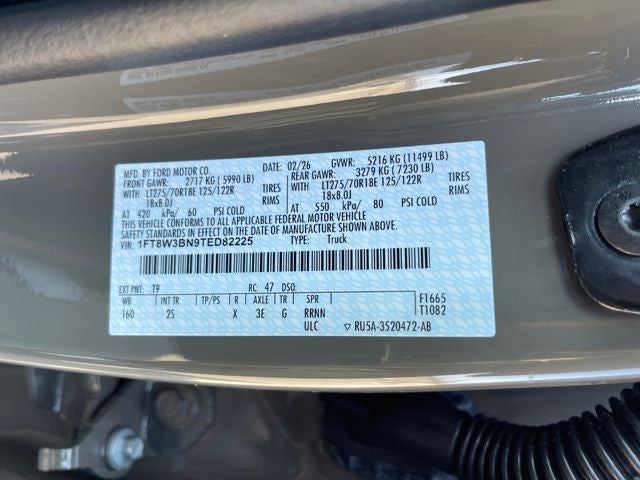 MFD. BY FORD MOTOR CO. DATE: 02/26 GVWR: 5216 KG (11499 LB)
FRONT GAWR: 2717 KG (5990 LB) REAR GAWR: 3279 KG (7230 LB)
WITH LT275/70R18E 125/122R TIRES WITH LT275/70R18E 125/122R TIRES
18x8.0J RIMS 18x8.0J RIMS
AT 420 kPa/ 60 PSI COLD AT 550 kPa/ 80 PSI COLD
THIS VEHICLE CONFORMS TO ALL APPLICABLE FEDERAL MOTOR VEHICLE
SAFETY STANDARDS IN EFFECT ON THE DATE OF MANUFACTURE SHOWN ABOVE.
VIN: 1FT8W3BN9TED82225 TYPE: Truck
EXT PNT: T9 RC: 47 DSO:
WB INT TR TP/PS R AXLE TR SPR F1665
160 25 X 3E G RRNN T1082
ULC ▽ RU5A-3520472-AB